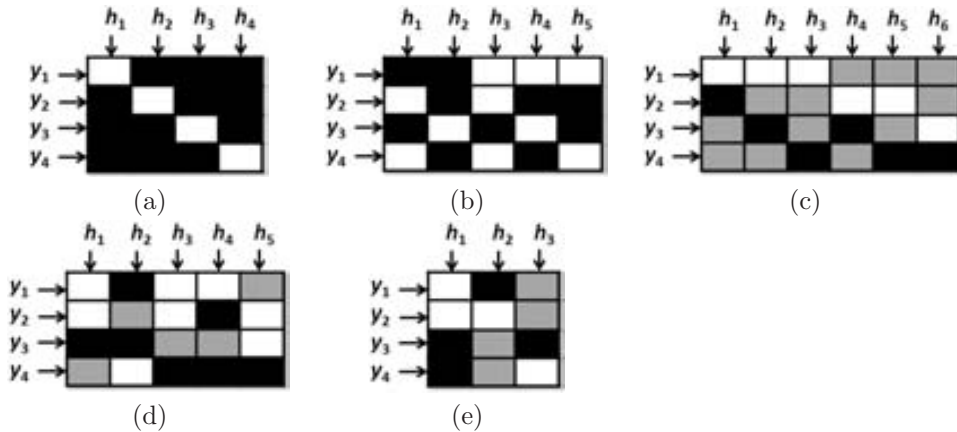 h1 h2 h3 h4
y1
y2
y3
y4
(a)
h1 h2 h3 h4 h5
y1
y2
y3
y4
(b)
h1 h2 h3 h4 h5 h6
y1
y2
y3
y4
(c)
h1 h2 h3 h4 h5
y1
y2
y3
y4
(d)
h1 h2 h3
y1
y2
y3
y4
(e)